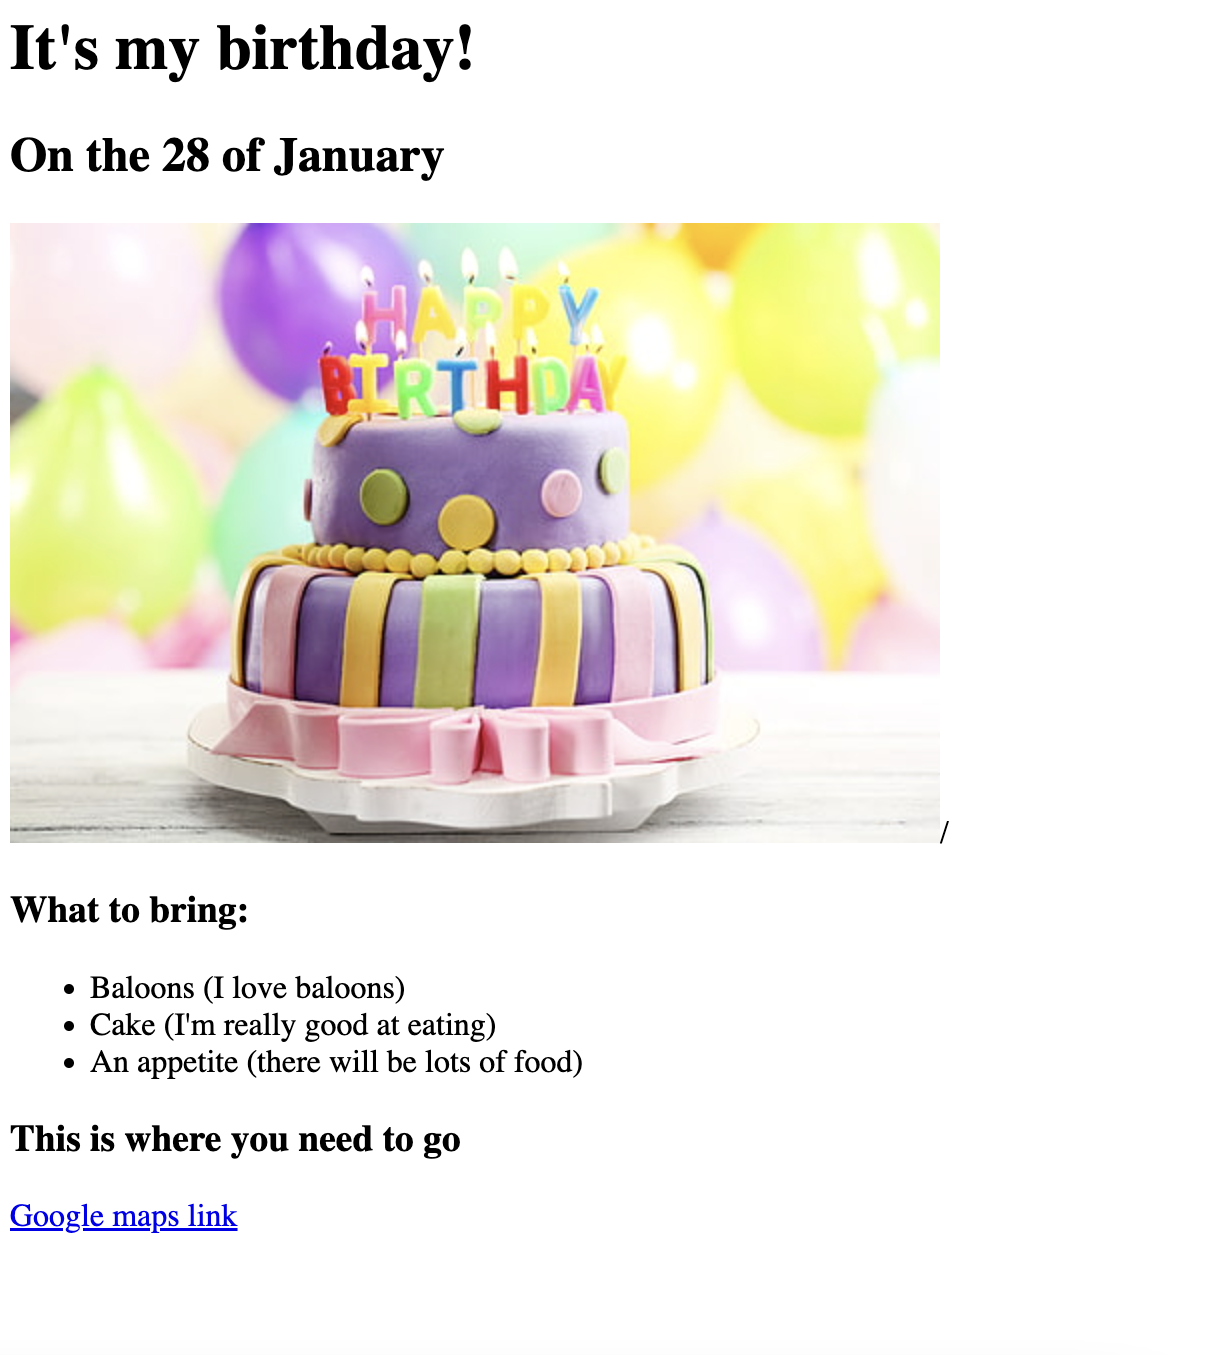 It's my birthday!
On the 28 of January
HAPPY
BIRTHDAY
/
What to bring:
• Baloons (I love baloons)
• Cake (I'm really good at eating)
• An appetite (there will be lots of food)
This is where you need to go
Google maps link